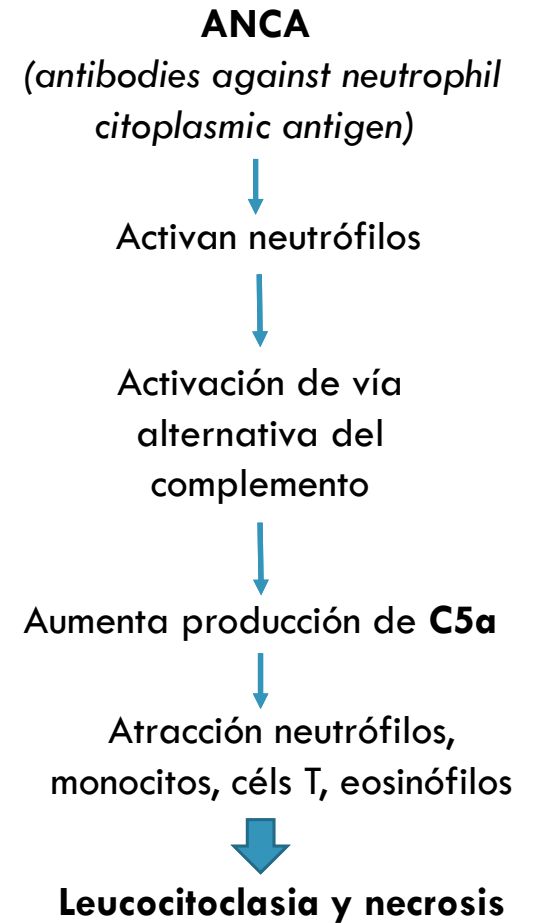 ANCA
(antibodies against neutrophil
citoplasmic antigen)
Activan neutrófilos
Activación de vía
alternativa del
complemento
Aumenta producción de C5a
Atracción neutrófilos,
monocitos, céls T, eosinófilos
Leucocitoclasia y necrosis